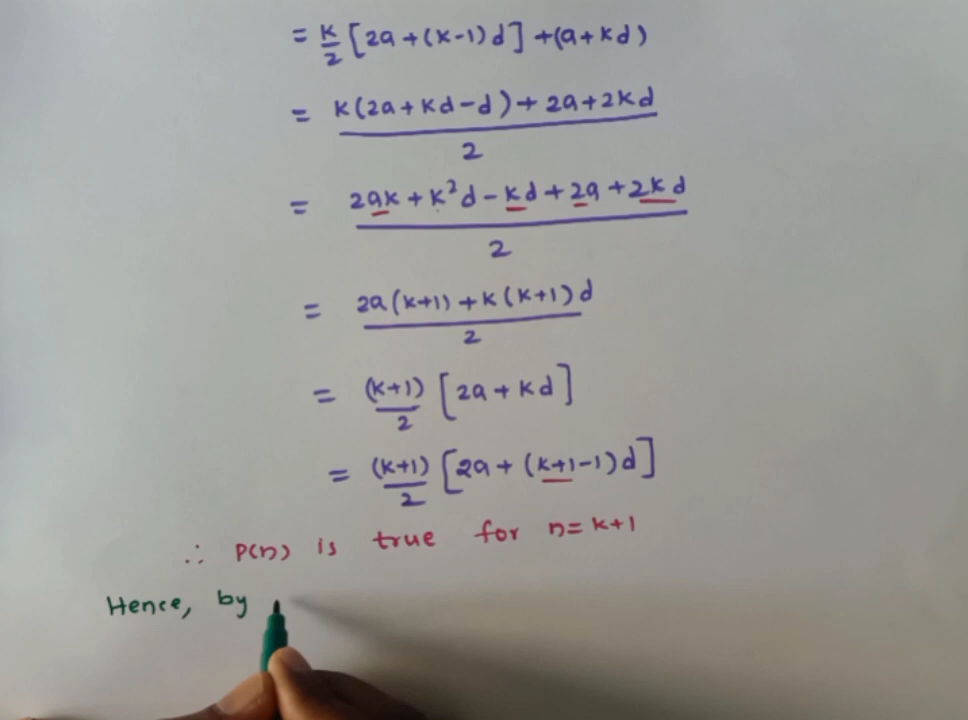 = k/2 [2a + (k-1)d] + (a + kd)
= k(2a + kd - d) + 2a + 2kd / 2
= 2ak + k²d - kd + 2a + 2kd / 2
= 2a(k+1) + k(k+1)d / 2
= (k+1)/2 [2a + kd]
= (k+1)/2 [2a + (k+1-1)d]
∴ P(n) is true for n = k+1
Hence, by